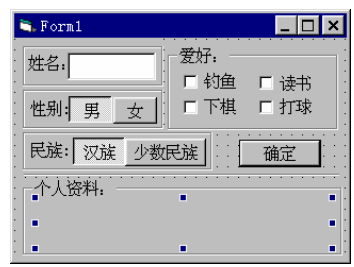 Form1
姓名:
爱好:
钓鱼 读书
下棋 打球
性别: 男 女
民族: 汉族 少数民族 确定
个人资料: